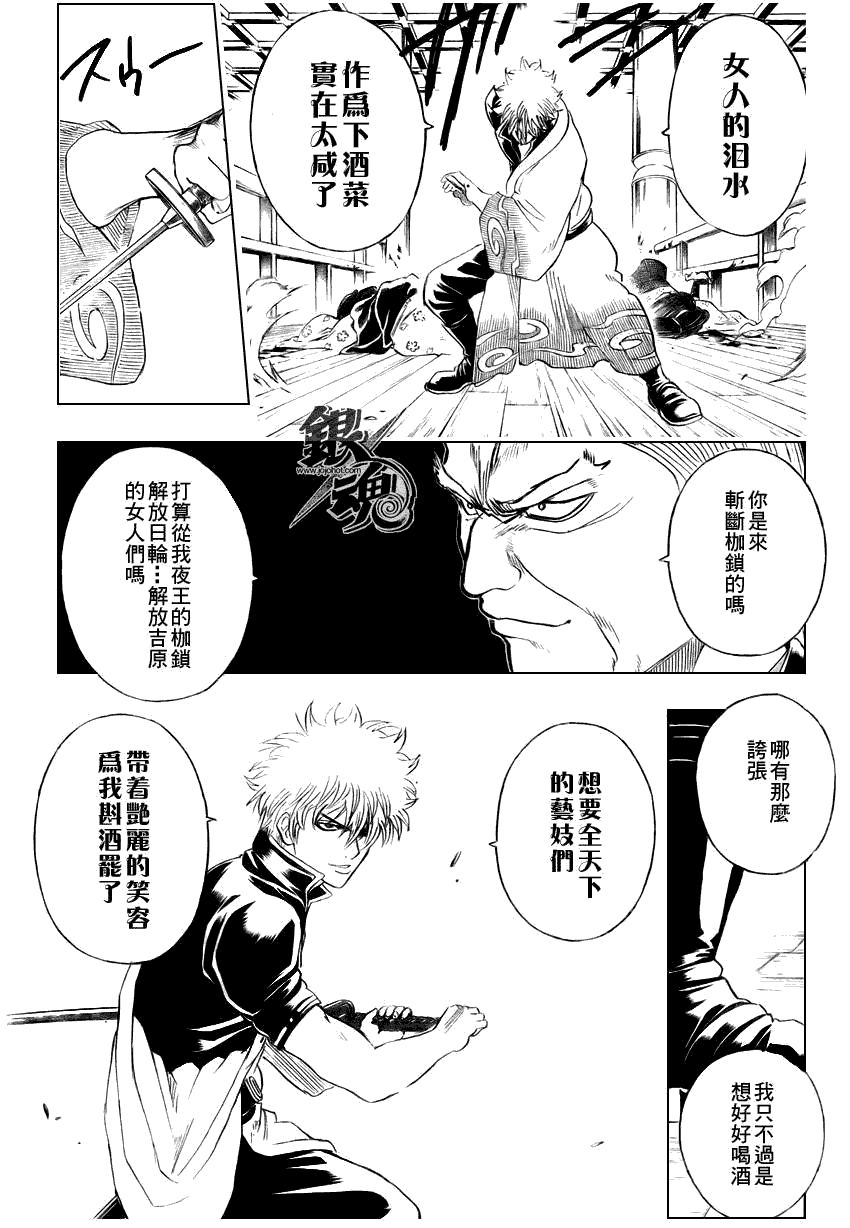 女人的泪水
作爲下酒菜
實在太咸了
スゥー
銀魂
www.jojohot.com
你是來
斬斷枷鎖的嗎
打算從我夜王的枷鎖
解放日輪…解放吉原
的女人們嗎
哪有那麼
誇張
我只不過是
想好好喝酒
想要全天下
的藝妓們
帶着艷麗的笑容
爲我斟酒罷了